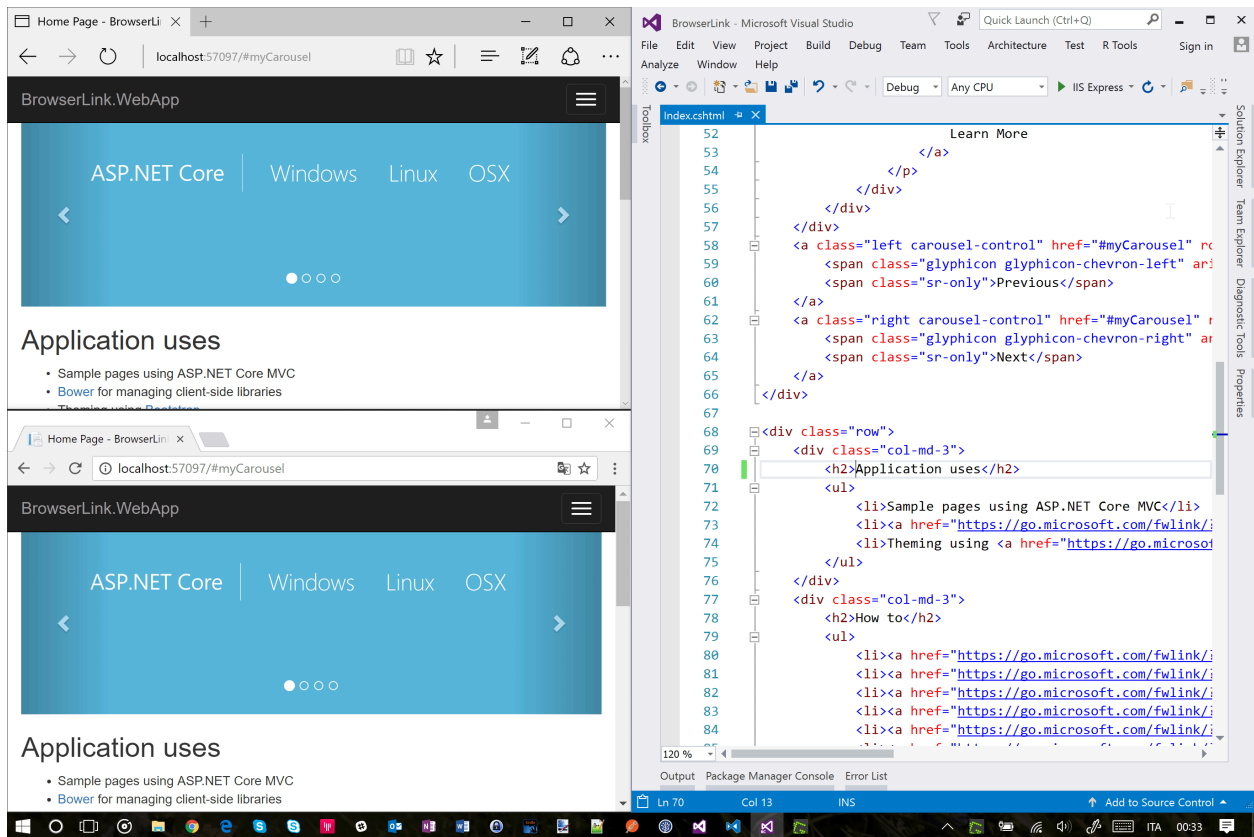 Home Page - BrowserLi
localhost:57097/#myCarousel
BrowserLink.WebApp
ASP.NET Core Windows Linux OSX
Application uses
• Sample pages using ASP.NET Core MVC
• Bower for managing client-side libraries
• Theming using Bootstrap
Home Page - BrowserLin
localhost:57097/#myCarousel
BrowserLink.WebApp
ASP.NET Core Windows Linux OSX
Application uses
• Sample pages using ASP.NET Core MVC
• Bower for managing client-side libraries
BrowserLink - Microsoft Visual Studio
Quick Launch (Ctrl+Q)
File Edit View Project Build Debug Team Tools Architecture Test R Tools Sign in
Analyze Window Help
Debug Any CPU IIS Express
Toolbox
Index.cshtml
52 Learn More
53 </a>
54 </p>
55 </div>
56 </div>
57 </div>
58 <a class="left carousel-control" href="#myCarousel" ro
59 <span class="glyphicon glyphicon-chevron-left" ari
60 <span class="sr-only">Previous</span>
61 </a>
62 <a class="right carousel-control" href="#myCarousel" r
63 <span class="glyphicon glyphicon-chevron-right" ar
64 <span class="sr-only">Next</span>
65 </a>
66 </div>
67
68 <div class="row">
69 <div class="col-md-3">
70 <h2>Application uses</h2>
71 <ul>
72 <li>Sample pages using ASP.NET Core MVC</li>
73 <li><a href="https://go.microsoft.com/fwlink/?
74 <li>Theming using <a href="https://go.microsof
75 </ul>
76 </div>
77 <div class="col-md-3">
78 <h2>How to</h2>
79 <ul>
80 <li><a href="https://go.microsoft.com/fwlink/?
81 <li><a href="https://go.microsoft.com/fwlink/?
82 <li><a href="https://go.microsoft.com/fwlink/?
83 <li><a href="https://go.microsoft.com/fwlink/?
84 <li><a href="https://go.microsoft.com/fwlink/?
120 %
Solution Explorer
Team Explorer
Diagnostic Tools
Properties
Output Package Manager Console Error List
Ln 70 Col 13 INS Add to Source Control
ITA 00:33